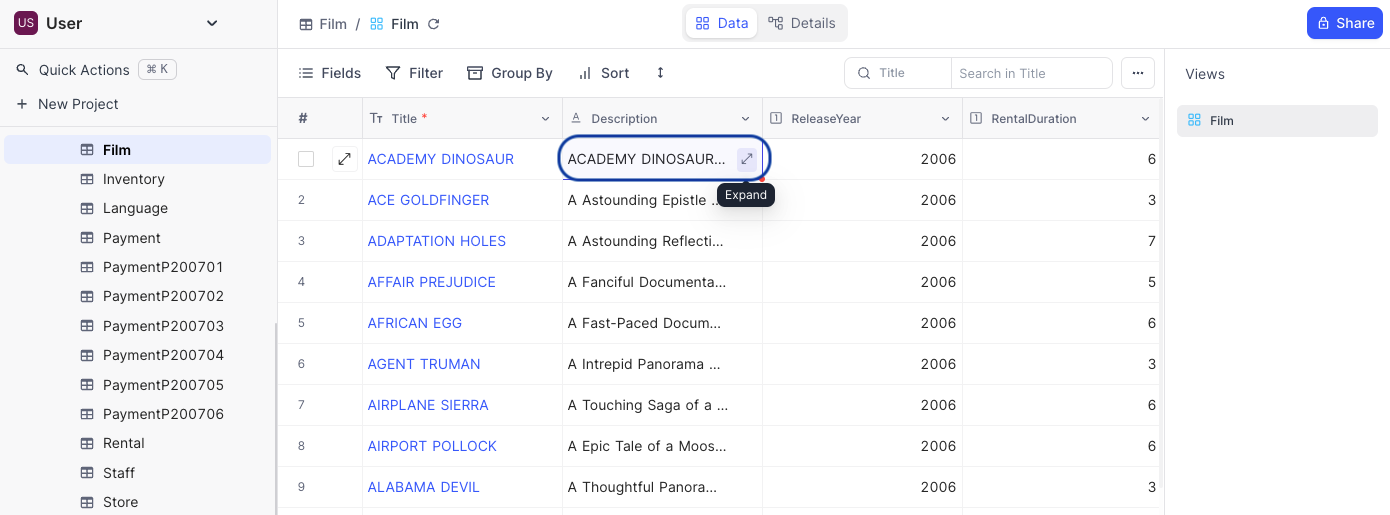 US User
Film / Film
Data Details
Share
Quick Actions ⌘ K
New Project
Film
Inventory
Language
Payment
PaymentP200701
PaymentP200702
PaymentP200703
PaymentP200704
PaymentP200705
PaymentP200706
Rental
Staff
Store
Fields Filter Group By Sort Title Search in Title
# Title * Description ReleaseYear RentalDuration
ACADEMY DINOSAUR ACADEMY DINOSAUR... 2006 6
Expand
2 ACE GOLDFINGER A Astounding Epistle ... 2006 3
3 ADAPTATION HOLES A Astounding Reflecti... 2006 7
4 AFFAIR PREJUDICE A Fanciful Documenta... 2006 5
5 AFRICAN EGG A Fast-Paced Docum... 2006 6
6 AGENT TRUMAN A Intrepid Panorama ... 2006 3
7 AIRPLANE SIERRA A Touching Saga of a ... 2006 6
8 AIRPORT POLLOCK A Epic Tale of a Moos... 2006 6
9 ALABAMA DEVIL A Thoughtful Panora... 2006 3
Views
Film